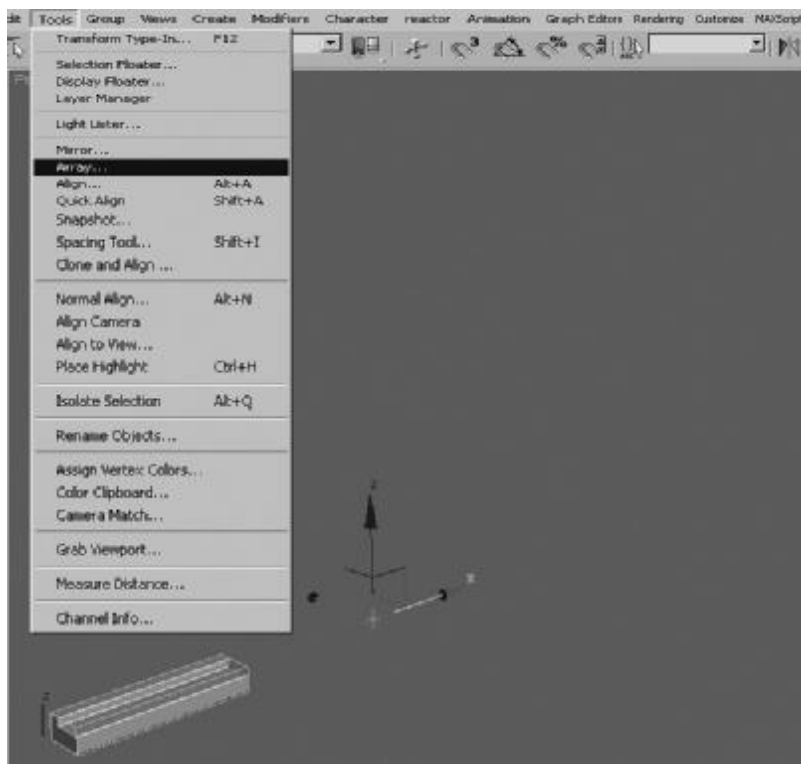 Tools Group Views Create Modifiers Character reactor Animation Graph Editors Rendering Customize MAXScript
Transform Type-In... F12
Selection Floater...
Display Floater...
Layer Manager
Light Lister...
Mirror...
Array...
Align... Alt+A
Quick Align Shift+A
Snapshot...
Spacing Tool... Shift+I
Clone and Align ...
Normal Align... Alt+N
Align Camera
Align to View...
Place Highlight Ctrl+H
Isolate Selection Alt+Q
Rename Objects...
Assign Vertex Colors...
Color Clipboard...
Camera Match...
Grab Viewport...
Measure Distance...
Channel Info...
z
x
z